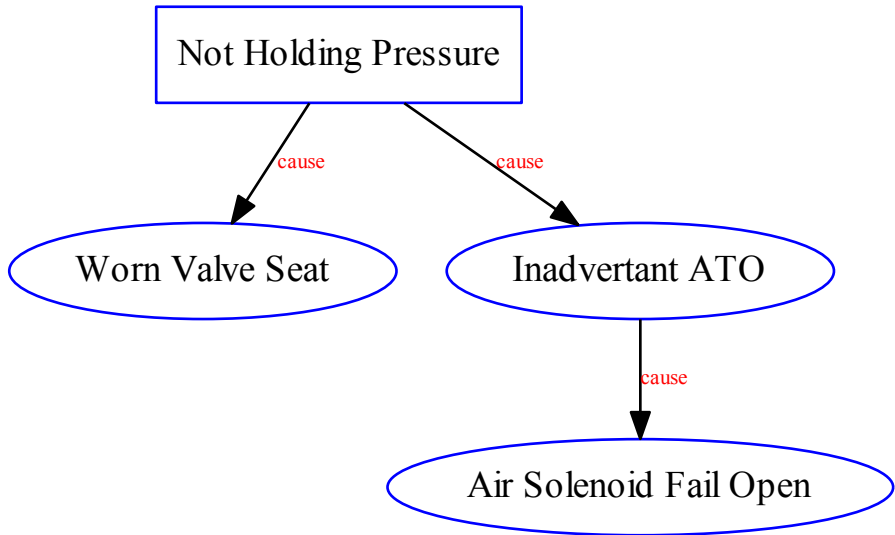 Not Holding Pressure
cause
cause
Worn Valve Seat
Inadvertant ATO
cause
Air Solenoid Fail Open